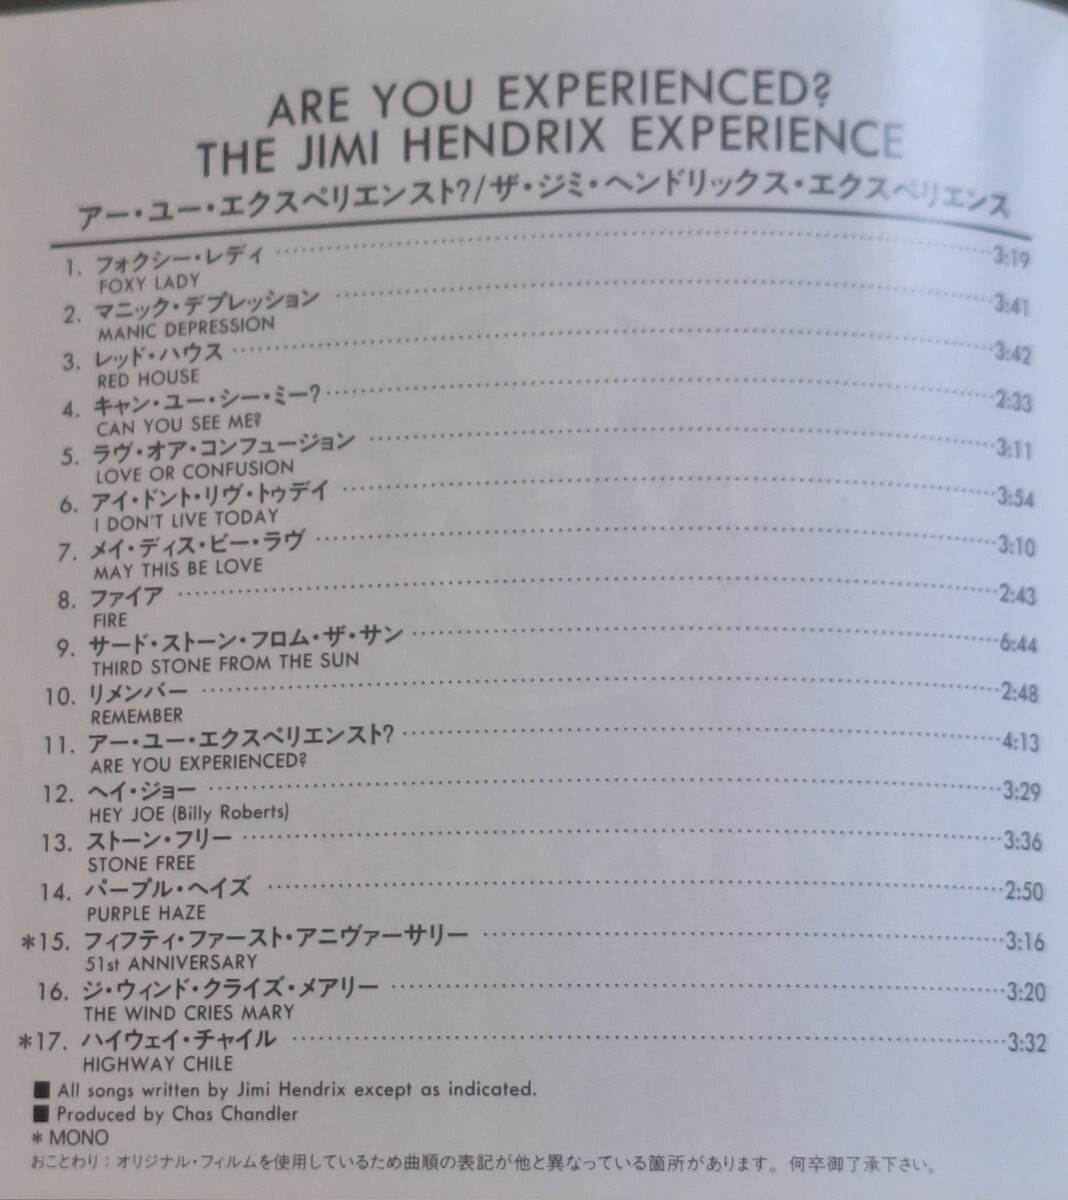 ARE YOU EXPERIENCED?
THE JIMI HENDRIX EXPERIENCE
アー・ユー・エクスペリエンスト?/ザ・ジミ・ヘンドリックス・エクスペリエンス
1. フォクシー・レディ 3:19
FOXY LADY
2. マニック・デプレッション 3:41
MANIC DEPRESSION
3. レッド・ハウス 3:42
RED HOUSE
4. キャン・ユー・シー・ミー? 2:33
CAN YOU SEE ME?
5. ラヴ・オア・コンフュージョン 3:11
LOVE OR CONFUSION
6. アイ・ドント・リヴ・トゥデイ 3:54
I DON'T LIVE TODAY
7. メイ・ディス・ビー・ラヴ 3:10
MAY THIS BE LOVE
8. ファイア 2:43
FIRE
9. サード・ストーン・フロム・ザ・サン 6:44
THIRD STONE FROM THE SUN
10. リメンバー 2:48
REMEMBER
11. アー・ユー・エクスペリエンスト? 4:13
ARE YOU EXPERIENCED?
12. ヘイ・ジョー 3:29
HEY JOE (Billy Roberts)
13. ストーン・フリー 3:36
STONE FREE
14. パープル・ヘイズ 2:50
PURPLE HAZE
*15. フィフティ・ファースト・アニヴァーサリー 3:16
51st ANNIVERSARY
16. ジ・ウィンド・クライズ・メアリー 3:20
THE WIND CRIES MARY
*17. ハイウェイ・チャイル 3:32
HIGHWAY CHILE
■ All songs written by Jimi Hendrix except as indicated.
■ Produced by Chas Chandler
* MONO
おことわり:オリジナル・フィルムを使用しているため曲順の表記が他と異なっている箇所があります。何卒御了承下さい。